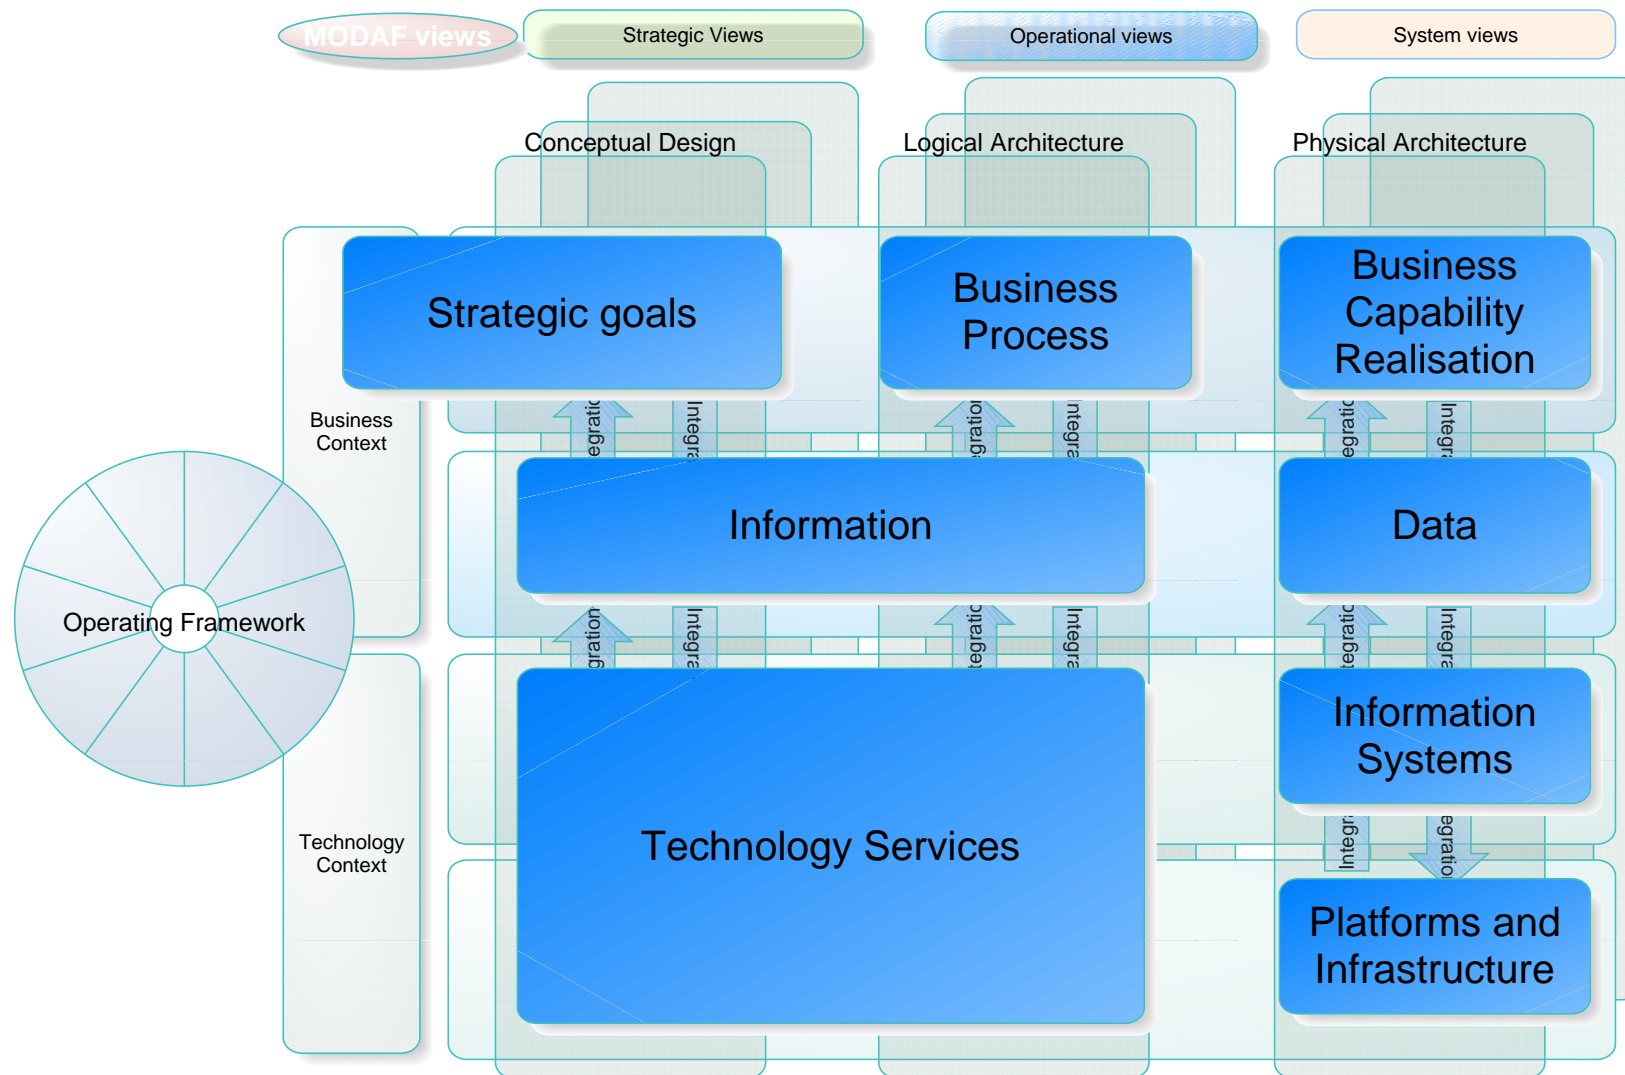 MODAF views
Strategic Views
Operational views
System views
Conceptual Design
Logical Architecture
Physical Architecture
Strategic goals
Business
Process
Business
Capability
Realisation
Business
Context
Information
Data
Operating Framework
Information
Systems
Technology Services
Technology
Context
Platforms and
Infrastructure